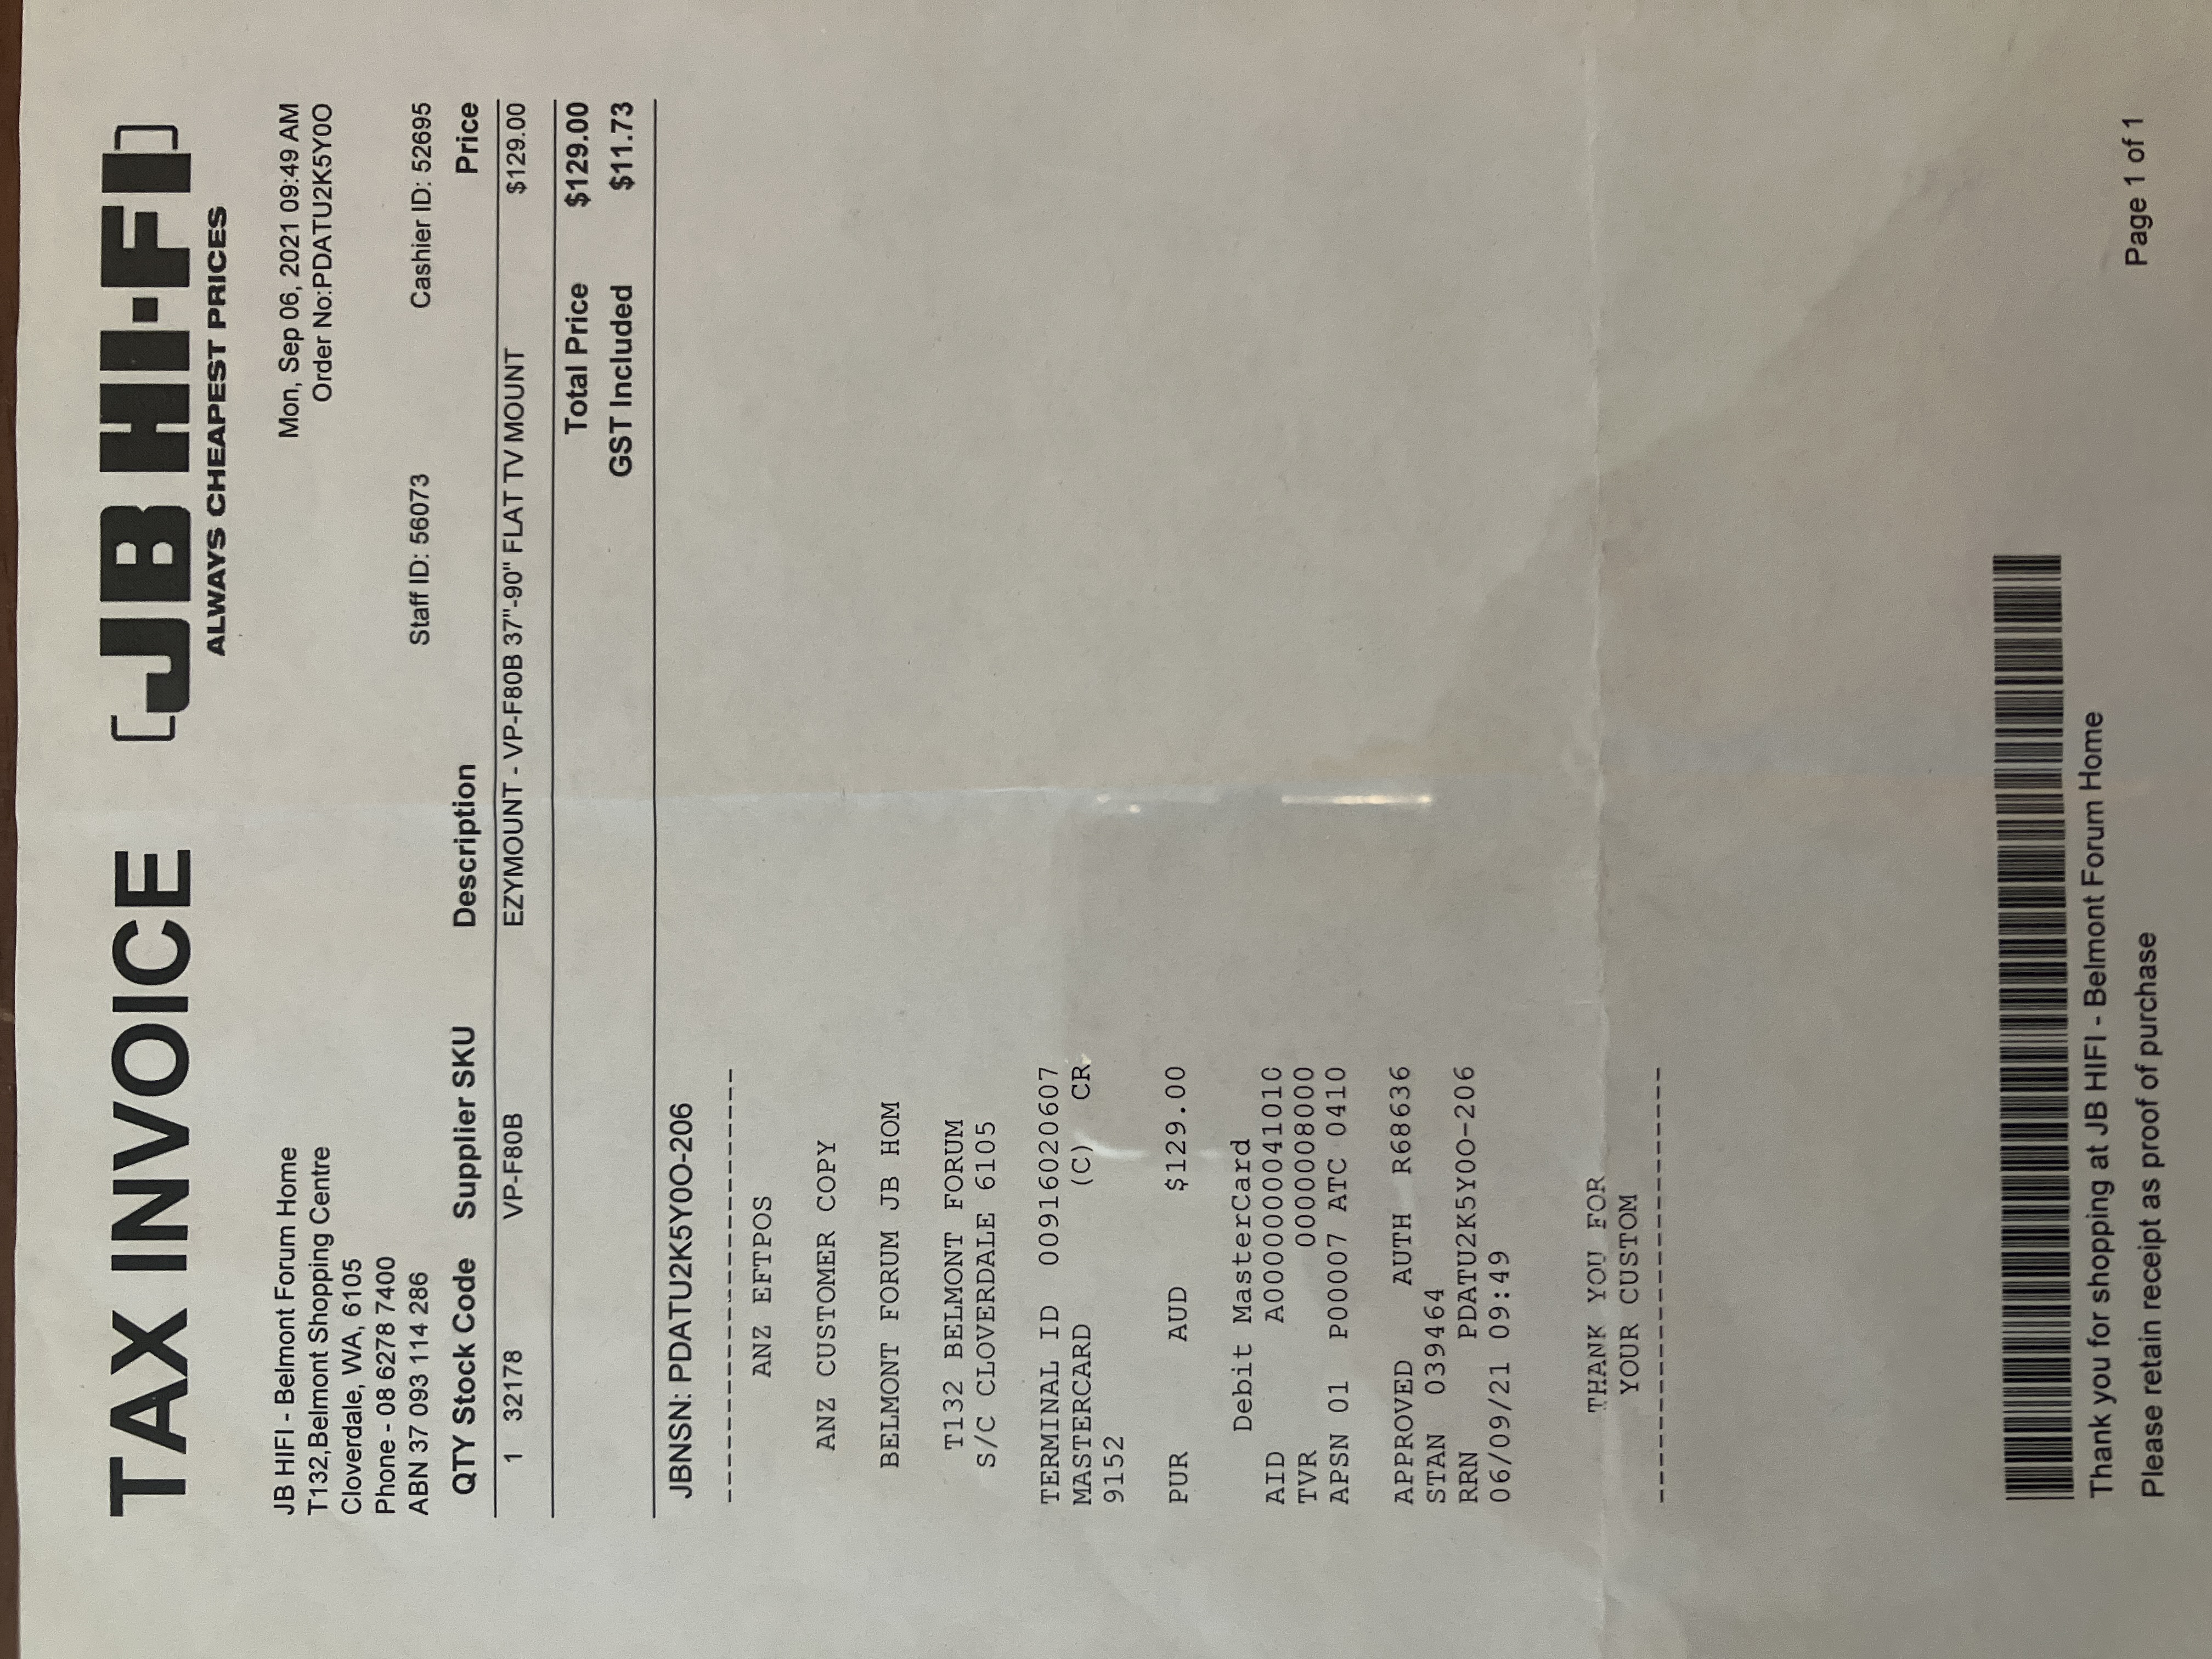 TAX INVOICE
JB HI-FI
ALWAYS CHEAPEST PRICES
JB HIFI - Belmont Forum Home
T132,Belmont Shopping Centre
Cloverdale, WA, 6105
Phone - 08 6278 7400
ABN 37 093 114 286
Mon, Sep 06, 2021 09:49 AM
Order No:PDATU2K5Y0O
Staff ID: 56073 Cashier ID: 52695
QTY Stock Code Supplier SKU Description Price
1 32178 VP-F80B EZYMOUNT - VP-F80B 37"-90" FLAT TV MOUNT $129.00
Total Price $129.00
GST Included $11.73
JBNSN: PDATU2K5Y0O-206
------------------------
ANZ EFTPOS
ANZ CUSTOMER COPY
BELMONT FORUM JB HOM
T132 BELMONT FORUM
S/C CLOVERDALE 6105
TERMINAL ID 00916020607
MASTERCARD (C) CR
9152
PUR AUD $129.00
Debit MasterCard
AID A0000000041010
TVR 0000008000
APSN 01 P00007 ATC 0410
APPROVED AUTH R68636
STAN 039464
RRN PDATU2K5Y0O-206
06/09/21 09:49
THANK YOU FOR
YOUR CUSTOM
------------------------
Thank you for shopping at JB HIFI - Belmont Forum Home
Please retain receipt as proof of purchase
Page 1 of 1